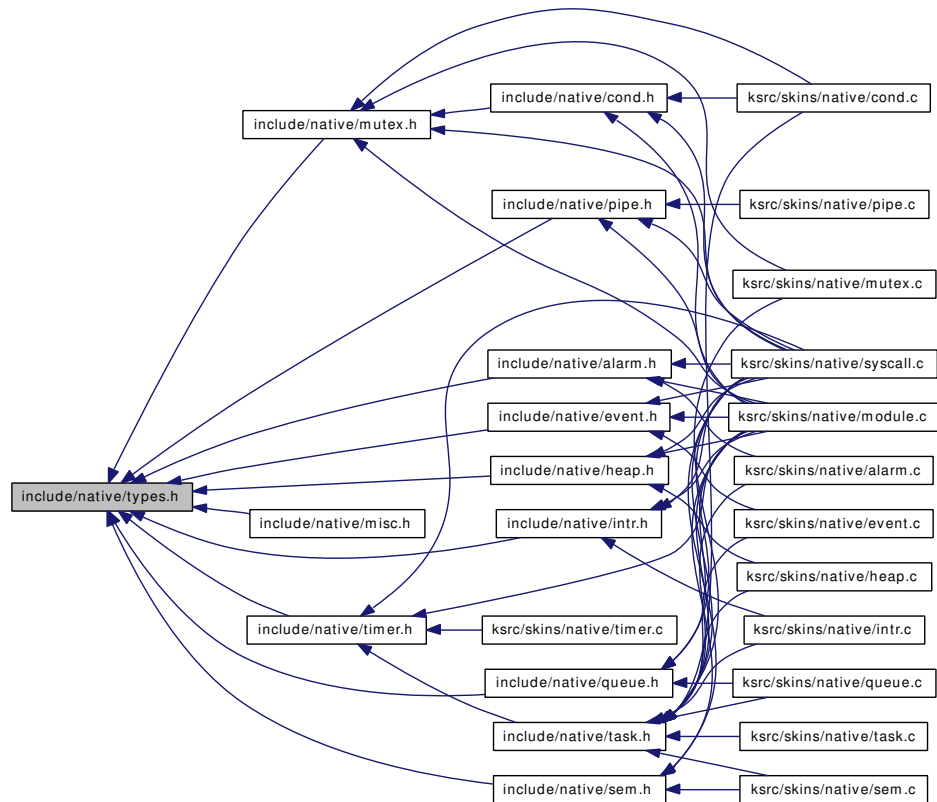 include/native/cond.h
ksrc/skins/native/cond.c
include/native/mutex.h
include/native/pipe.h
ksrc/skins/native/pipe.c
ksrc/skins/native/mutex.c
include/native/alarm.h
ksrc/skins/native/syscall.c
include/native/event.h
ksrc/skins/native/module.c
include/native/heap.h
ksrc/skins/native/alarm.c
include/native/types.h
include/native/misc.h
include/native/intr.h
ksrc/skins/native/event.c
ksrc/skins/native/heap.c
include/native/timer.h
ksrc/skins/native/timer.c
ksrc/skins/native/intr.c
include/native/queue.h
ksrc/skins/native/queue.c
include/native/task.h
ksrc/skins/native/task.c
include/native/sem.h
ksrc/skins/native/sem.c